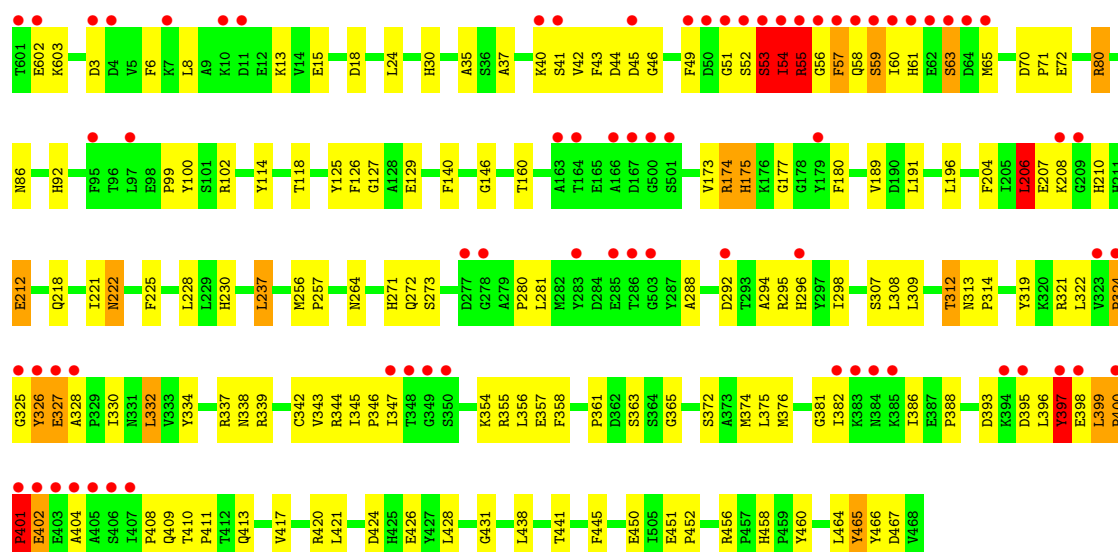 T601 E602 K603 D3 D4 V5 F6 K7 L8 A9 K10 D11 E12 K13 V14 E15 D18 L24 H30 A35 S36 A37 K40 S41 V42 F43 D44 D45 G46 F49 D50 G51 S52 S53 I54 R55 G56 F57 Q58 S59 I60 H61 E62 S63 D64 M65 D70 P71 E72 R80
N86 H92 F95 T96 L97 E98 P99 Y100 S101 R102 Y114 T118 Y125 F126 G127 A128 E129 F140 G146 T160 A163 T164 E165 A166 D167 G500 S501 V173 R174 H175 K176 G177 G178 Y179 F180 V189 D190 L191 L196 F204 I205 L206 E207 K208 G209 H210
E212 Q218 I221 N222 F225 L228 L229 H230 L237 M256 P257 N264 H271 Q272 S273 D277 G278 A279 P280 L281 M282 Y283 D284 E285 T286 G503 Y287 A288 D292 T293 A294 R295 H296 Y297 I298 S307 L308 L309 T312 N313 P314 Y319 K320 R321 L322 V323
G325 Y326 E327 A328 P329 I330 N331 L332 V333 Y334 R337 N338 R339 C342 V343 R344 I345 P346 I347 T348 G349 S350 K354 R355 L356 E357 F358 P361 D362 S363 S364 G365 S372 A373 M374 L375 M376 G381 I382 K383 N384 K385 I386 E387 P388 D393 K394 D395 L396 Y397 E398 L399
P401 E402 E403 A404 A405 S406 I407 P408 Q409 T410 P411 T412 Q413 V417 R420 L421 D424 H425 E426 Y427 L428 G431 L438 T441 F445 E450 I505 E451 P452 R456 P457 H458 P459 Y460 L464 Y465 Y466 D467 V468